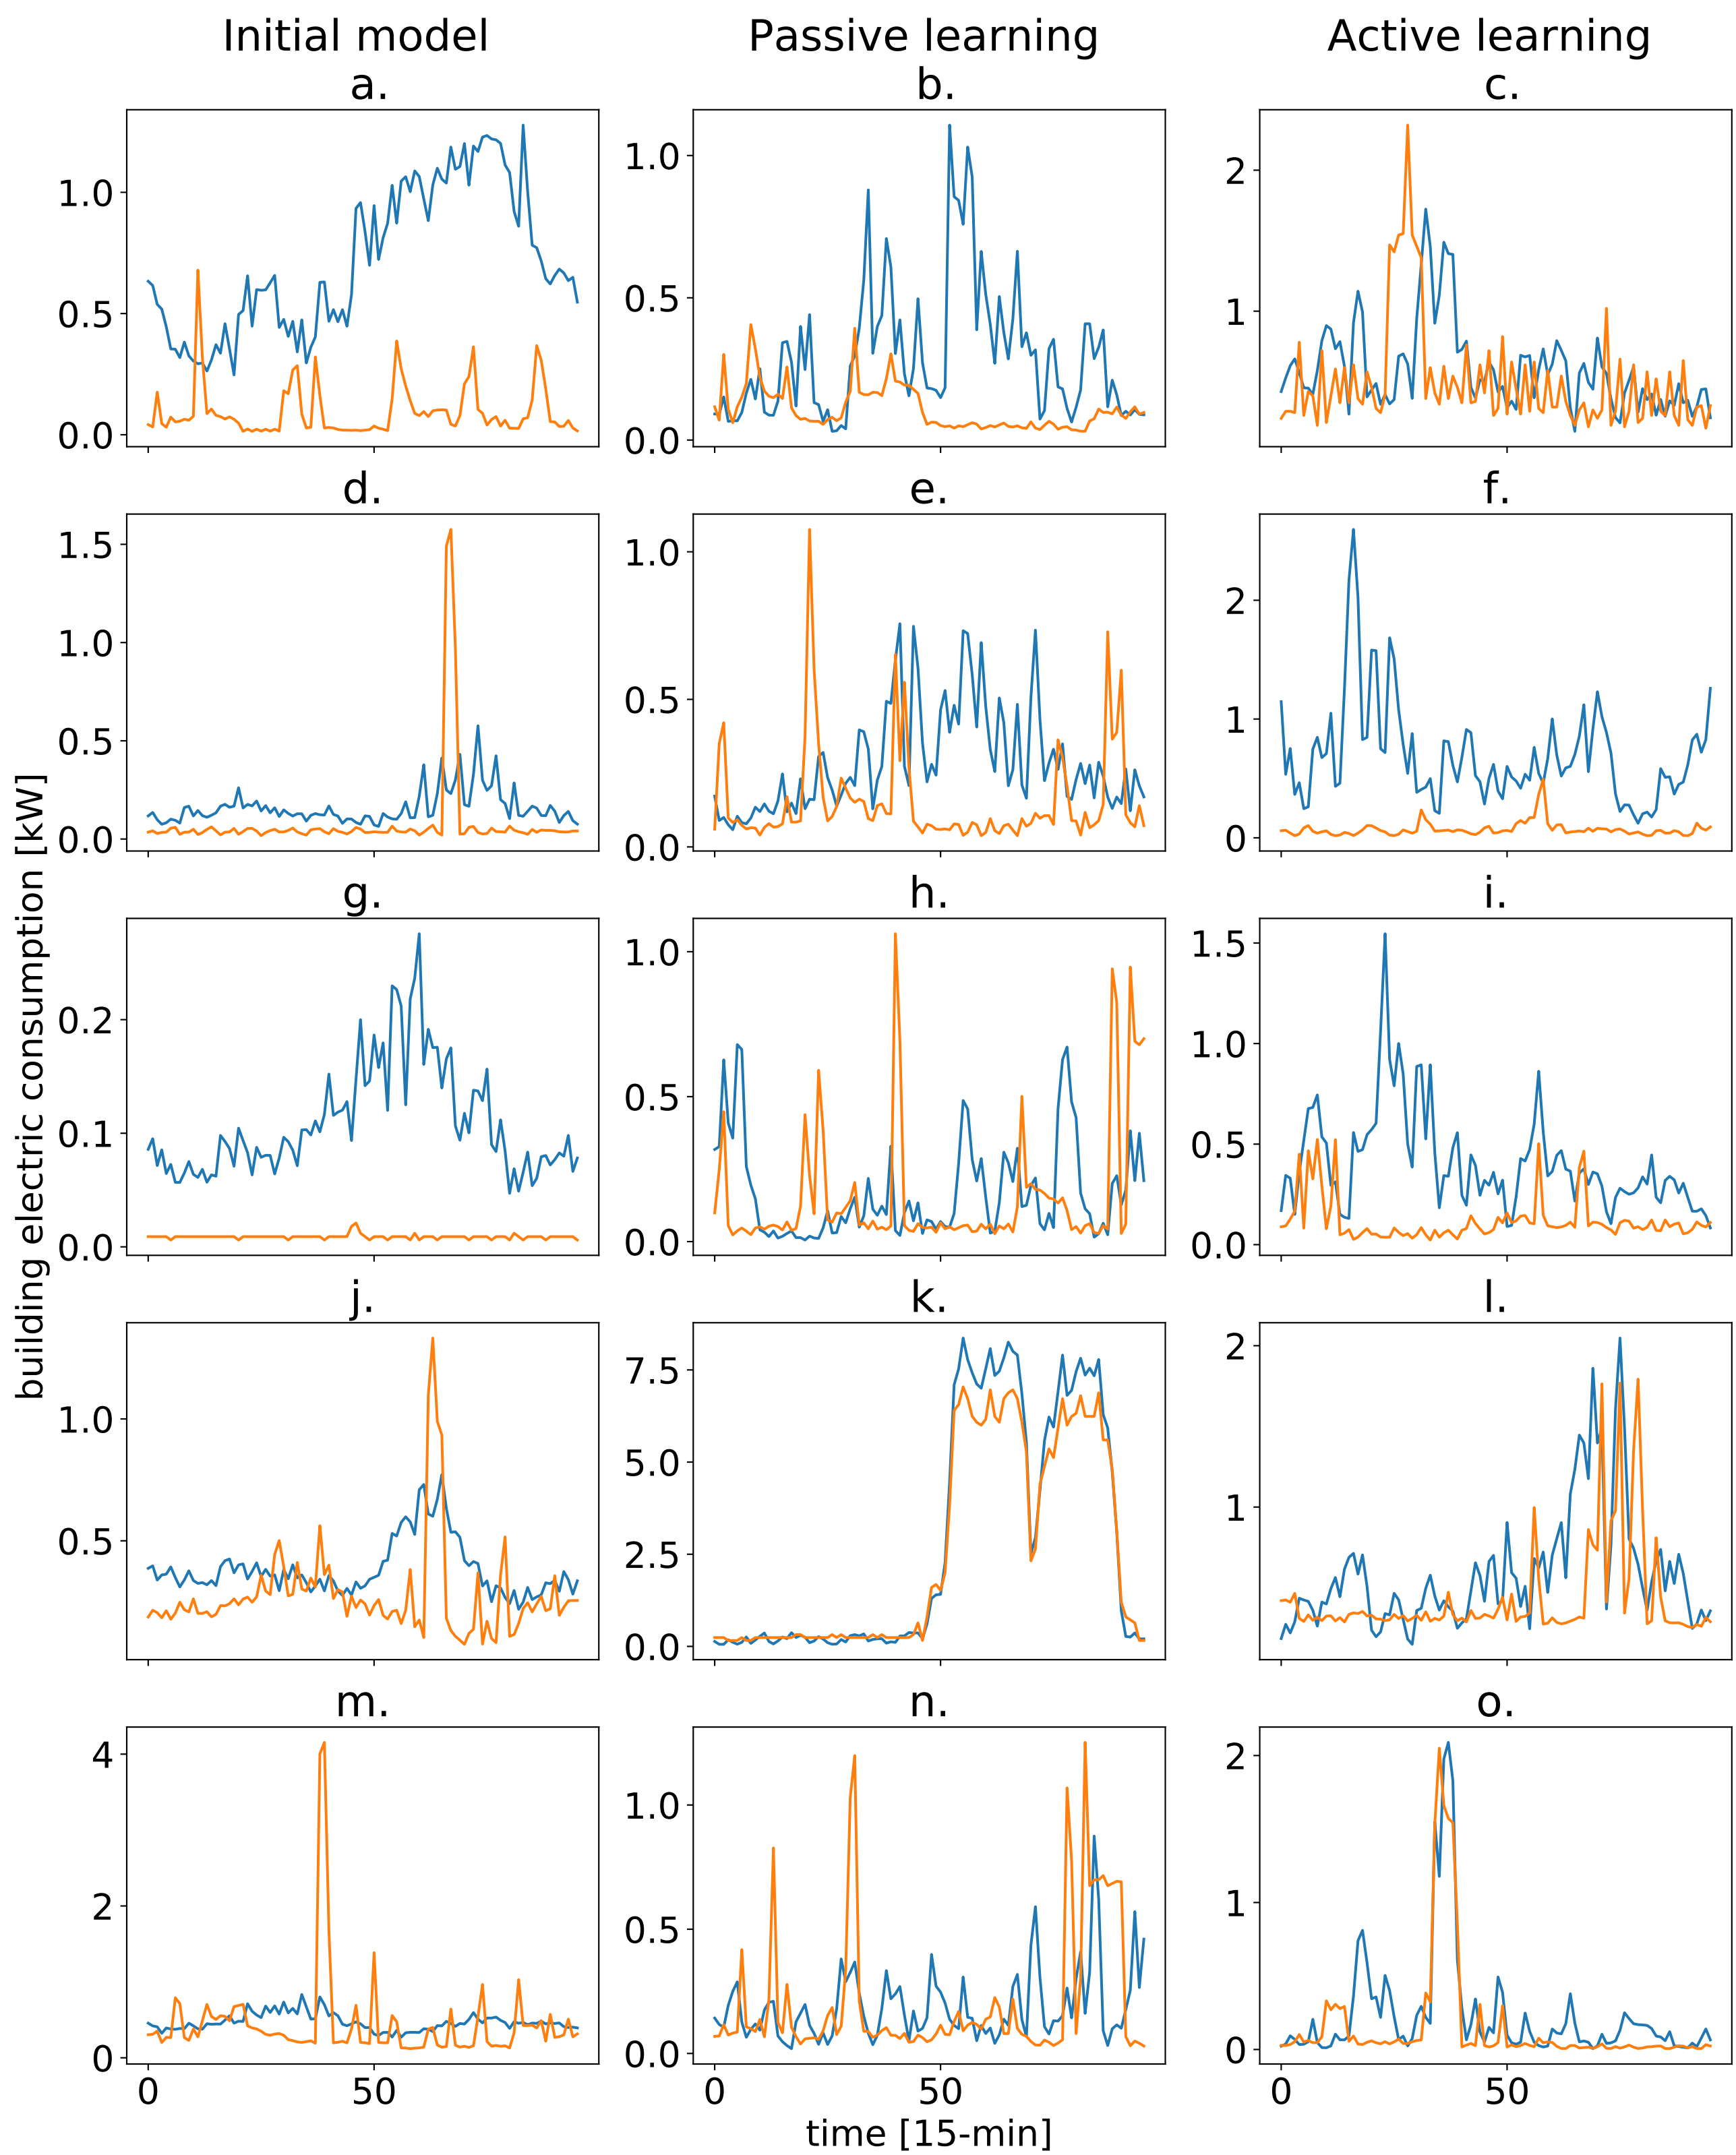 Initial model Passive learning Active learning
a. b. c.
1.0 0.5 0.0
1.0 0.5 0.0
2 1
d. e. f.
1.5 1.0 0.5 0.0
1.0 0.5 0.0
2 1 0
g. h. i.
0.2 0.1 0.0
1.0 0.5 0.0
1.5 1.0 0.5 0.0
building electric consumption [kW]
j. k. l.
1.0 0.5
7.5 5.0 2.5 0.0
2 1
m. n. o.
4 2 0
1.0 0.5 0.0
2 1 0
0 50 0 50 0 50
time [15-min]